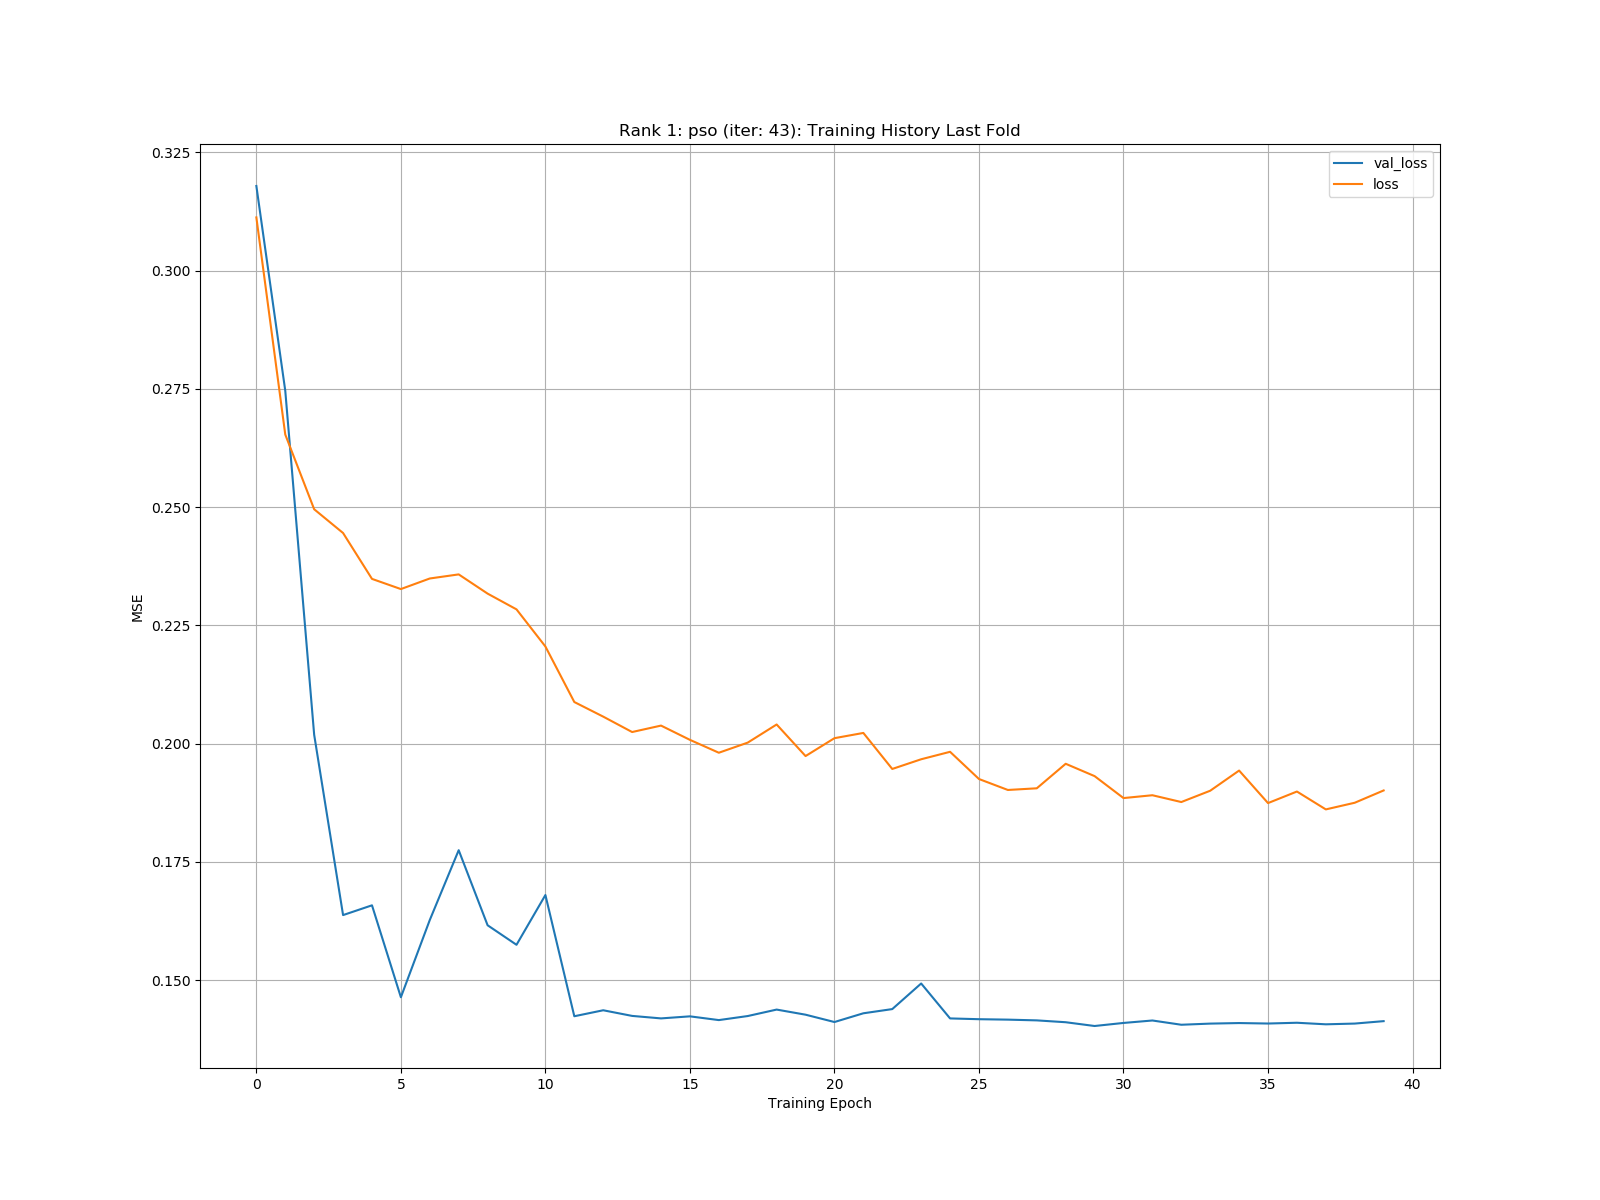 Rank 1: pso (iter: 43): Training History Last Fold
val_loss
loss
0.325
0.300
0.275
0.250
0.225
0.200
0.175
0.150
MSE
0 5 10 15 20 25 30 35 40
Training Epoch